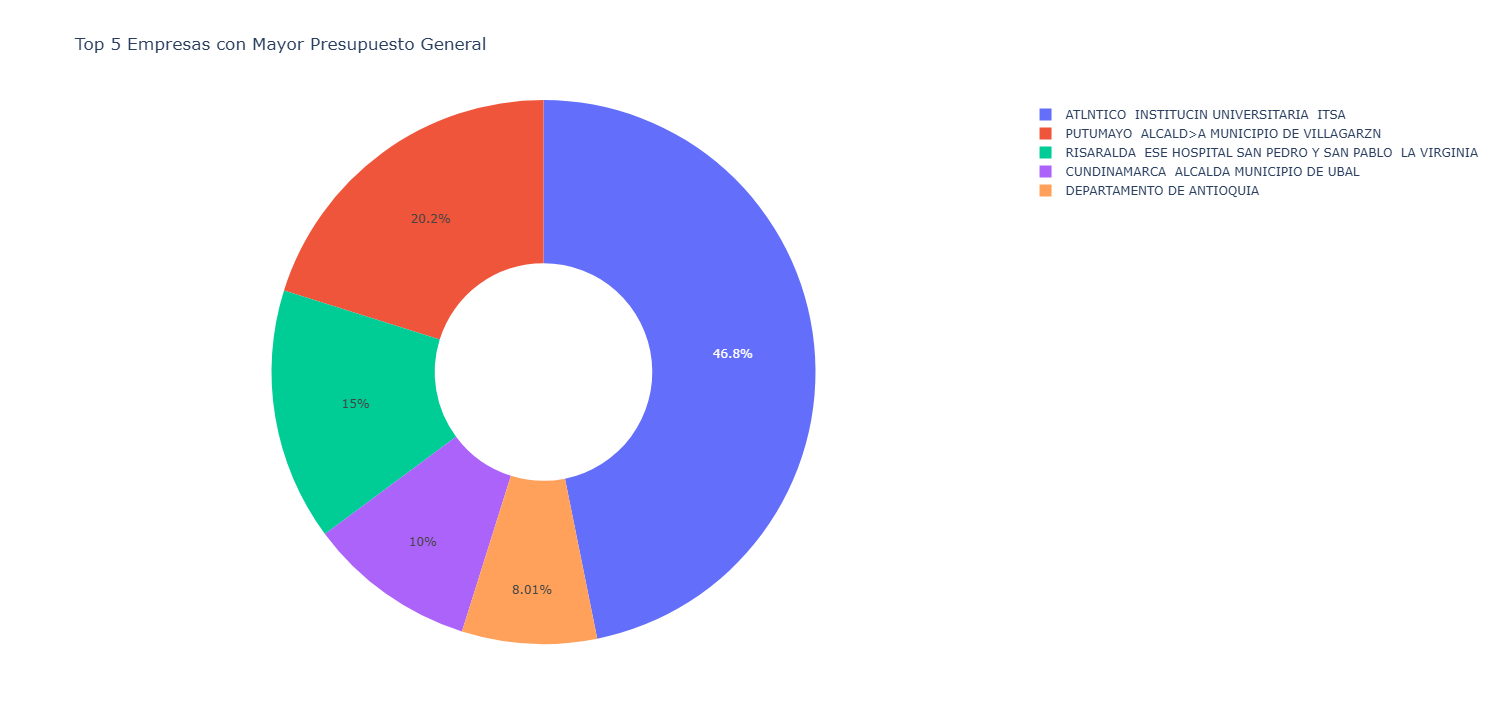 Top 5 Empresas con Mayor Presupuesto General
ATLNTICO  INSTITUCIN UNIVERSITARIA  ITSA
PUTUMAYO  ALCALD>A MUNICIPIO DE VILLAGARZN
RISARALDA  ESE HOSPITAL SAN PEDRO Y SAN PABLO  LA VIRGINIA
CUNDINAMARCA  ALCALDA MUNICIPIO DE UBAL
DEPARTAMENTO DE ANTIOQUIA
20.2%
46.8%
15%
10%
8.01%